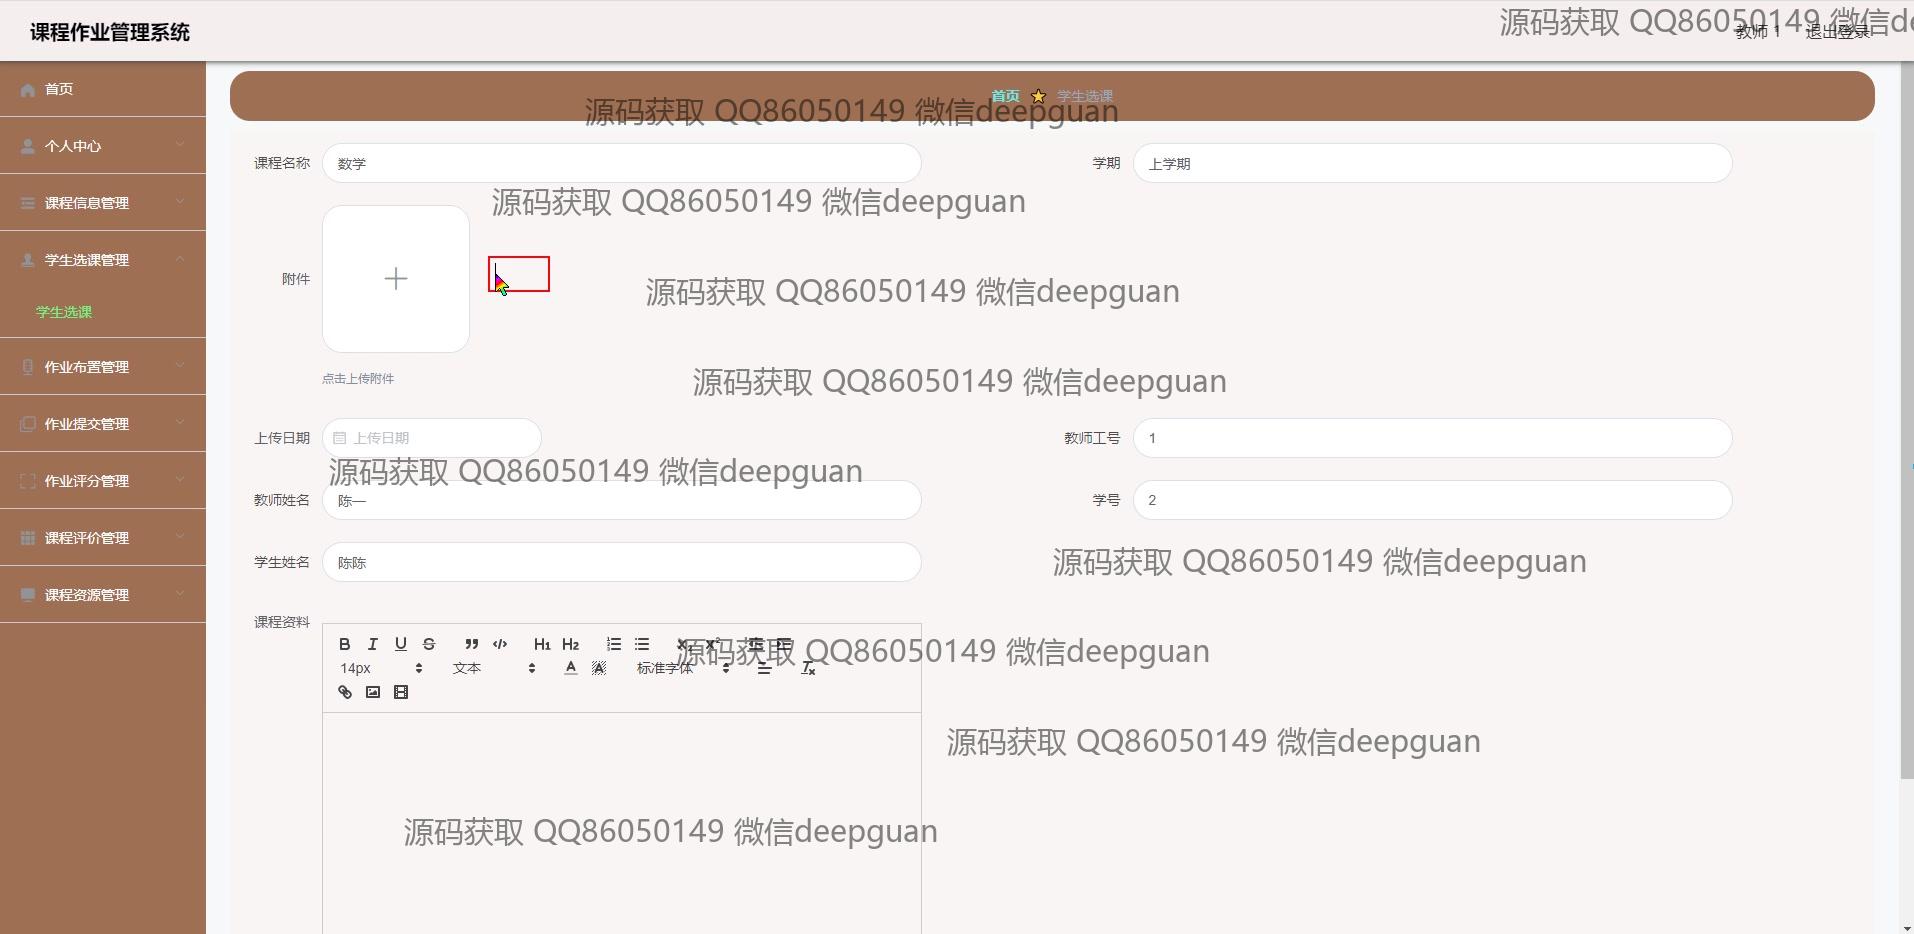 课程作业管理系统
源码获取 QQ86050149 微信de
教师 1 退出登录
首页
首页 学生选课
源码获取 QQ86050149 微信deepguan
个人中心
课程名称 数学 学期 上学期
课程信息管理
源码获取 QQ86050149 微信deepguan
学生选课管理
附件
源码获取 QQ86050149 微信deepguan
学生选课
作业布置管理
点击上传附件
源码获取 QQ86050149 微信deepguan
作业提交管理
上传日期 上传日期 教师工号 1
源码获取 QQ86050149 微信deepguan
作业评分管理
教师姓名 陈一 学号 2
课程评价管理
学生姓名 陈陈
源码获取 QQ86050149 微信deepguan
课程资源管理
课程资料
B I U S H1 H2 X2 X2
源码获取 QQ86050149 微信deepguan
14px 文本 A A 标准字体 Tx
源码获取 QQ86050149 微信deepguan
源码获取 QQ86050149 微信deepguan